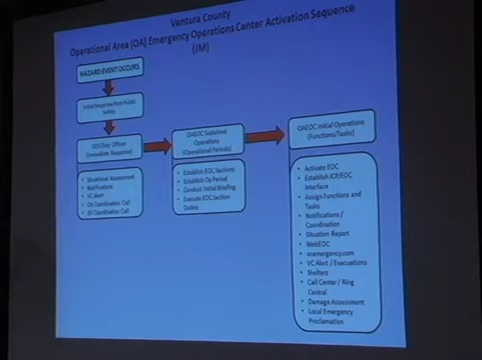 Ventura County
Operational Area (OA) Emergency Operations Center Activation Sequence
(IM)
HAZARD EVENT OCCURS
Initial Response from Public
Safety
OES Duty Officer
(Immediate Response)
• Situational Assessment
• Notifications
• VC Alert
• OA Coordination Call
• Coordination Call
OAEOC Sustained
Operations
(Operational Periods)
• Establish EOC Sections
• Establish Op Period
• Conduct Initial Briefing
• Execute EOC Section
Duties
OAEOC Initial Operations
(Functions/Tasks)
• Activate EOC
• Establish ICP/EOC
Interface
• Assign Functions and
Tasks
• Notifications /
Coordination
• Situation Report
• WebEOC
• vcemergency.com
• VC Alert / Evacuations
• Shelters
• Call Center / Ring
Central
• Damage Assessment
• Local Emergency
Proclamation